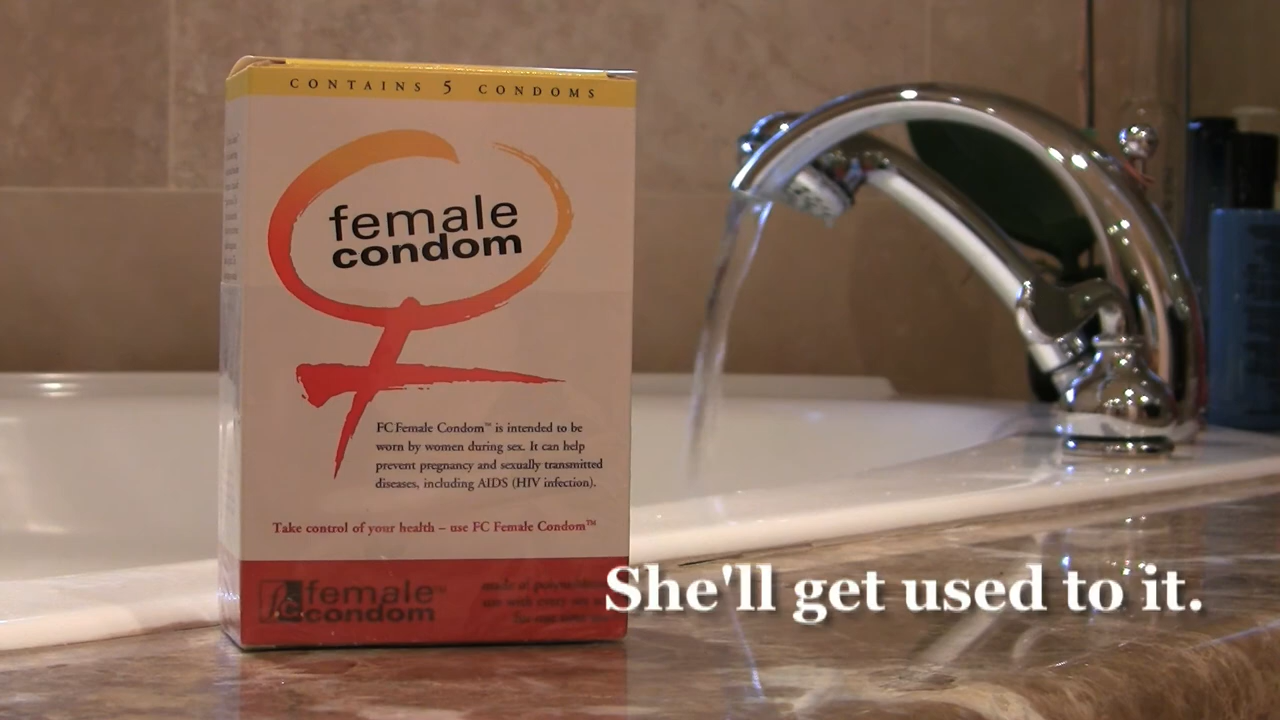 CONTAINS 5 CONDOMS
female
condom
FC Female Condom™ is intended to be
worn by women during sex. It can help
prevent pregnancy and sexually transmitted
diseases, including AIDS (HIV infection).
Take control of your health – use FC Female Condom™
female™
condom
She'll get used to it.